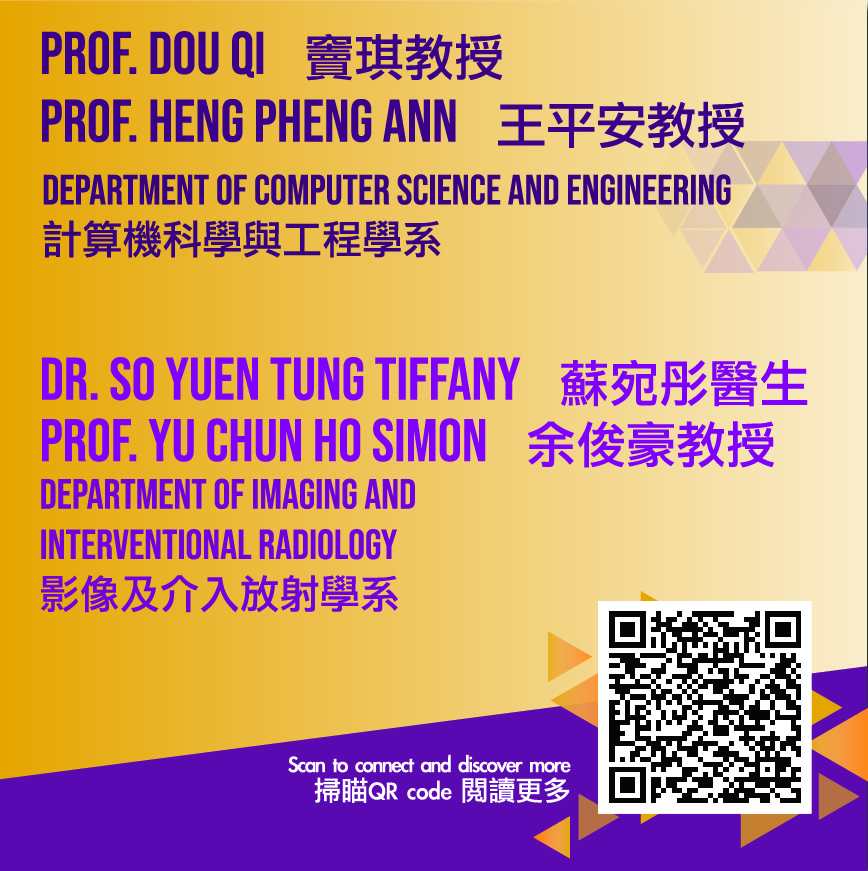 PROF. DOU QI 竇琪教授
PROF. HENG PHENG ANN 王平安教授
DEPARTMENT OF COMPUTER SCIENCE AND ENGINEERING
計算機科學與工程學系
DR. SO YUEN TUNG TIFFANY 蘇宛彤醫生
PROF. YU CHUN HO SIMON 余俊豪教授
DEPARTMENT OF IMAGING AND
INTERVENTIONAL RADIOLOGY
影像及介入放射學系
Scan to connect and discover more
掃瞄QR code 閱讀更多